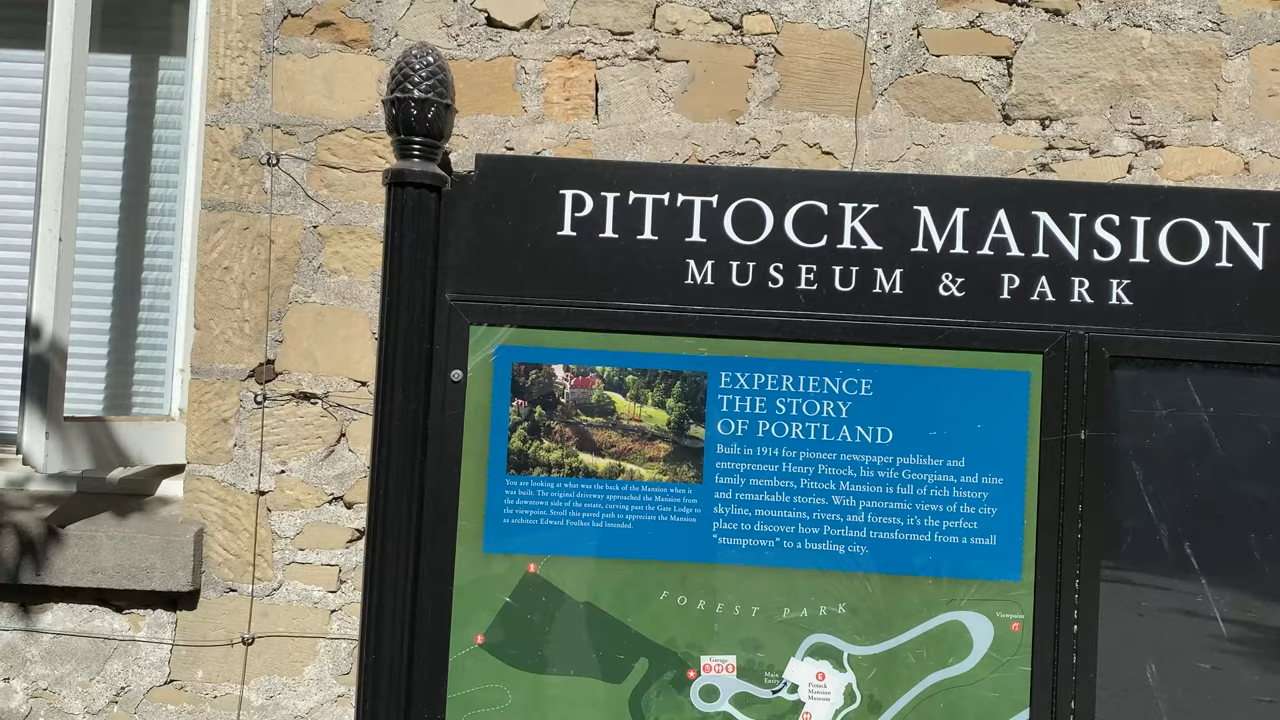 PITTOCK MANSION
MUSEUM & PARK
EXPERIENCE
THE STORY
OF PORTLAND
Built in 1914 for pioneer newspaper publisher and
entrepreneur Henry Pittock, his wife Georgiana, and nine
family members, Pittock Mansion is full of rich history
and remarkable stories. With panoramic views of the city
skyline, mountains, rivers, and forests, it's the perfect
place to discover how Portland transformed from a small
"stumptown" to a bustling city.
You are looking at what was the back of the Mansion when it
was built. The original driveway approached the Mansion from
the downtown side of the estate, curving past the Gate Lodge to
the viewpoint. Stroll this paved path to appreciate the Mansion
as architect Edward Foulkes had intended.
FOREST PARK
Viewpoint
Garage
Main
Entry
E
Pittock
Mansion
Museum